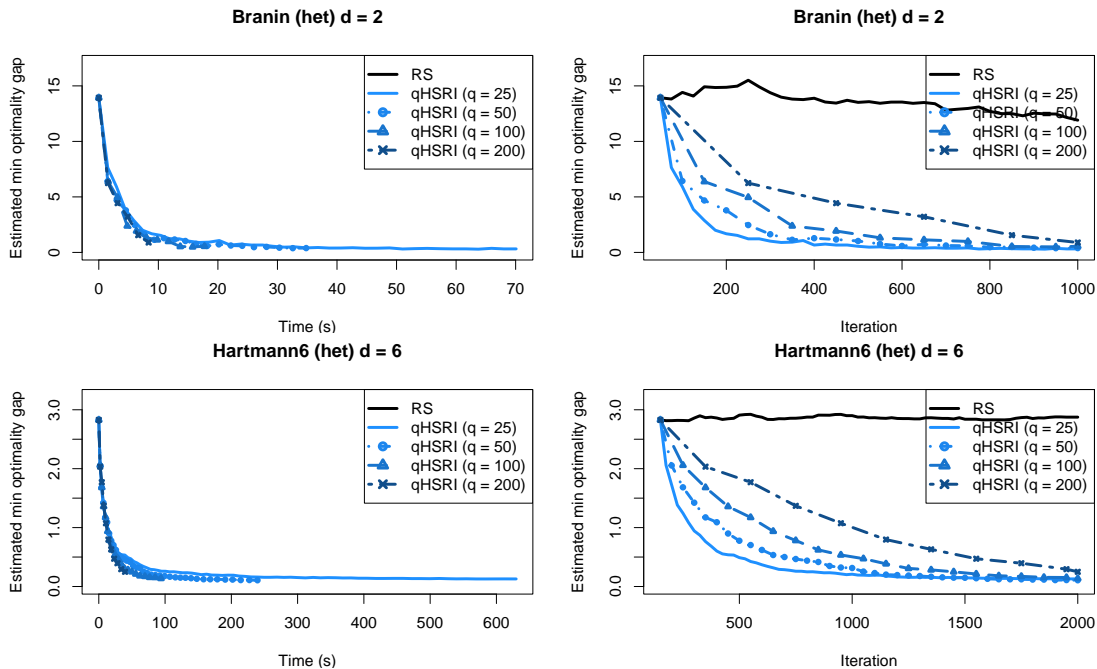 Branin (het) d = 2
Estimated min optimality gap
0 5 10 15
RS
qHSRI (q = 25)
qHSRI (q = 50)
qHSRI (q = 100)
qHSRI (q = 200)
0 10 20 30 40 50 60 70
Time (s)
Branin (het) d = 2
Estimated min optimality gap
0 5 10 15
RS
qHSRI (q = 25)
qHSRI (q = 50)
qHSRI (q = 100)
qHSRI (q = 200)
200 400 600 800 1000
Iteration
Hartmann6 (het) d = 6
Estimated min optimality gap
0.0 1.0 2.0 3.0
RS
qHSRI (q = 25)
qHSRI (q = 50)
qHSRI (q = 100)
qHSRI (q = 200)
0 100 200 300 400 500 600
Time (s)
Hartmann6 (het) d = 6
Estimated min optimality gap
0.0 1.0 2.0 3.0
RS
qHSRI (q = 25)
qHSRI (q = 50)
qHSRI (q = 100)
qHSRI (q = 200)
500 1000 1500 2000
Iteration